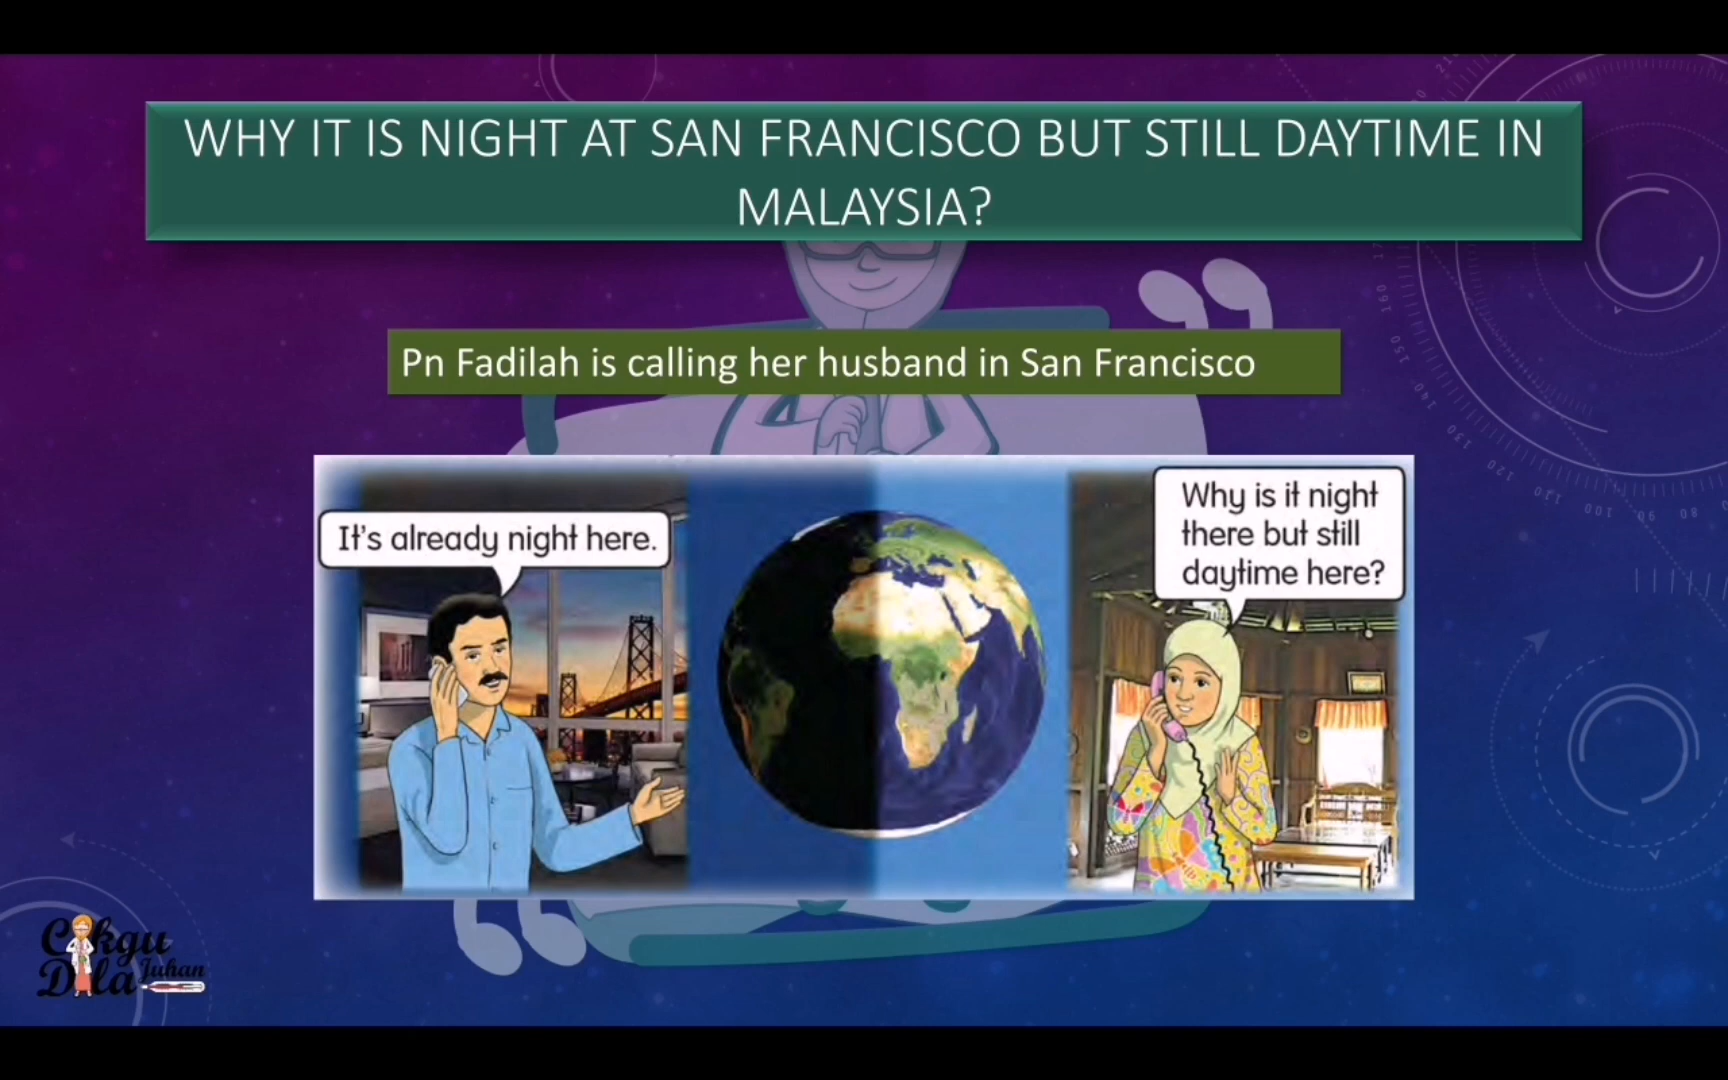 WHY IT IS NIGHT AT SAN FRANCISCO BUT STILL DAYTIME IN
MALAYSIA?
Pn Fadilah is calling her husband in San Francisco
It's already night here.
Why is it night
there but still
daytime here?
Cikgu
Dila Juhan